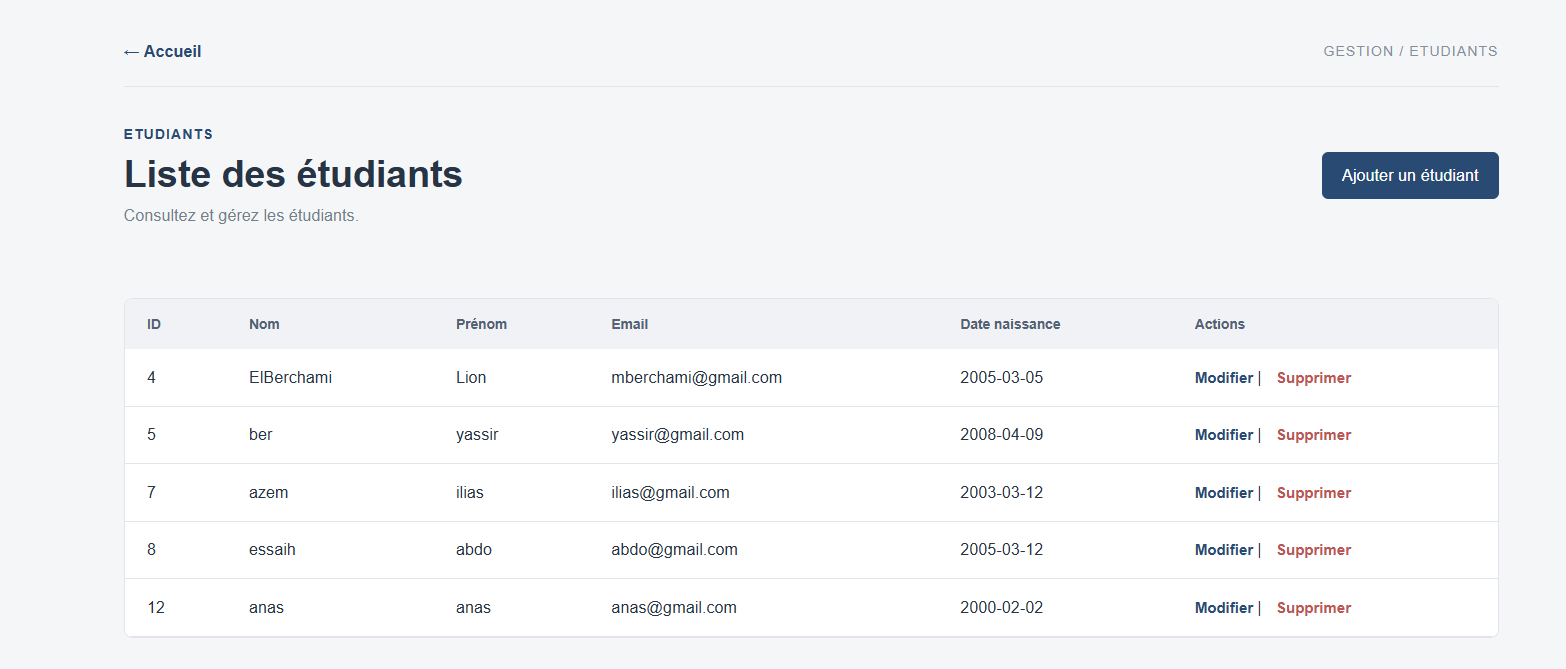 ← Accueil GESTION / ETUDIANTS
ETUDIANTS
Liste des étudiants
Ajouter un étudiant
Consultez et gérez les étudiants.
ID Nom Prénom Email Date naissance Actions
4 ElBerchami Lion mberchami@gmail.com 2005-03-05 Modifier | Supprimer
5 ber yassir yassir@gmail.com 2008-04-09 Modifier | Supprimer
7 azem ilias ilias@gmail.com 2003-03-12 Modifier | Supprimer
8 essaih abdo abdo@gmail.com 2005-03-12 Modifier | Supprimer
12 anas anas anas@gmail.com 2000-02-02 Modifier | Supprimer